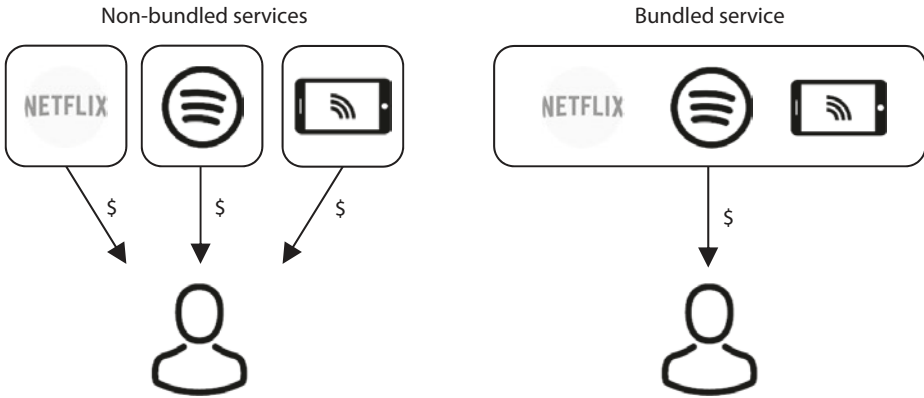 Non-bundled services
Bundled service
NETFLIX
NETFLIX
$
$
$
$